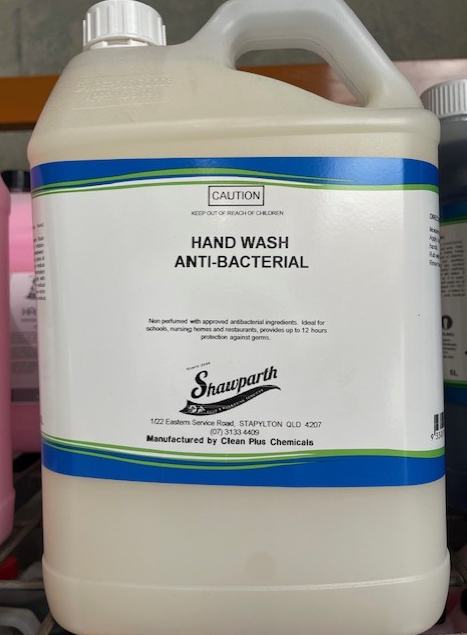 CAUTION
KEEP OUT OF REACH OF CHILDREN
HAND WASH
ANTI-BACTERIAL
Non perfumed with approved antibacterial ingredients. Ideal for
schools, nursing homes and restaurants, provides up to 12 hours
protection against germs.
Shawparth
1/22 Eastern Service Road, STAPYLTON QLD 4207
(07) 3133 4409
Manufactured by Clean Plus Chemicals
5L